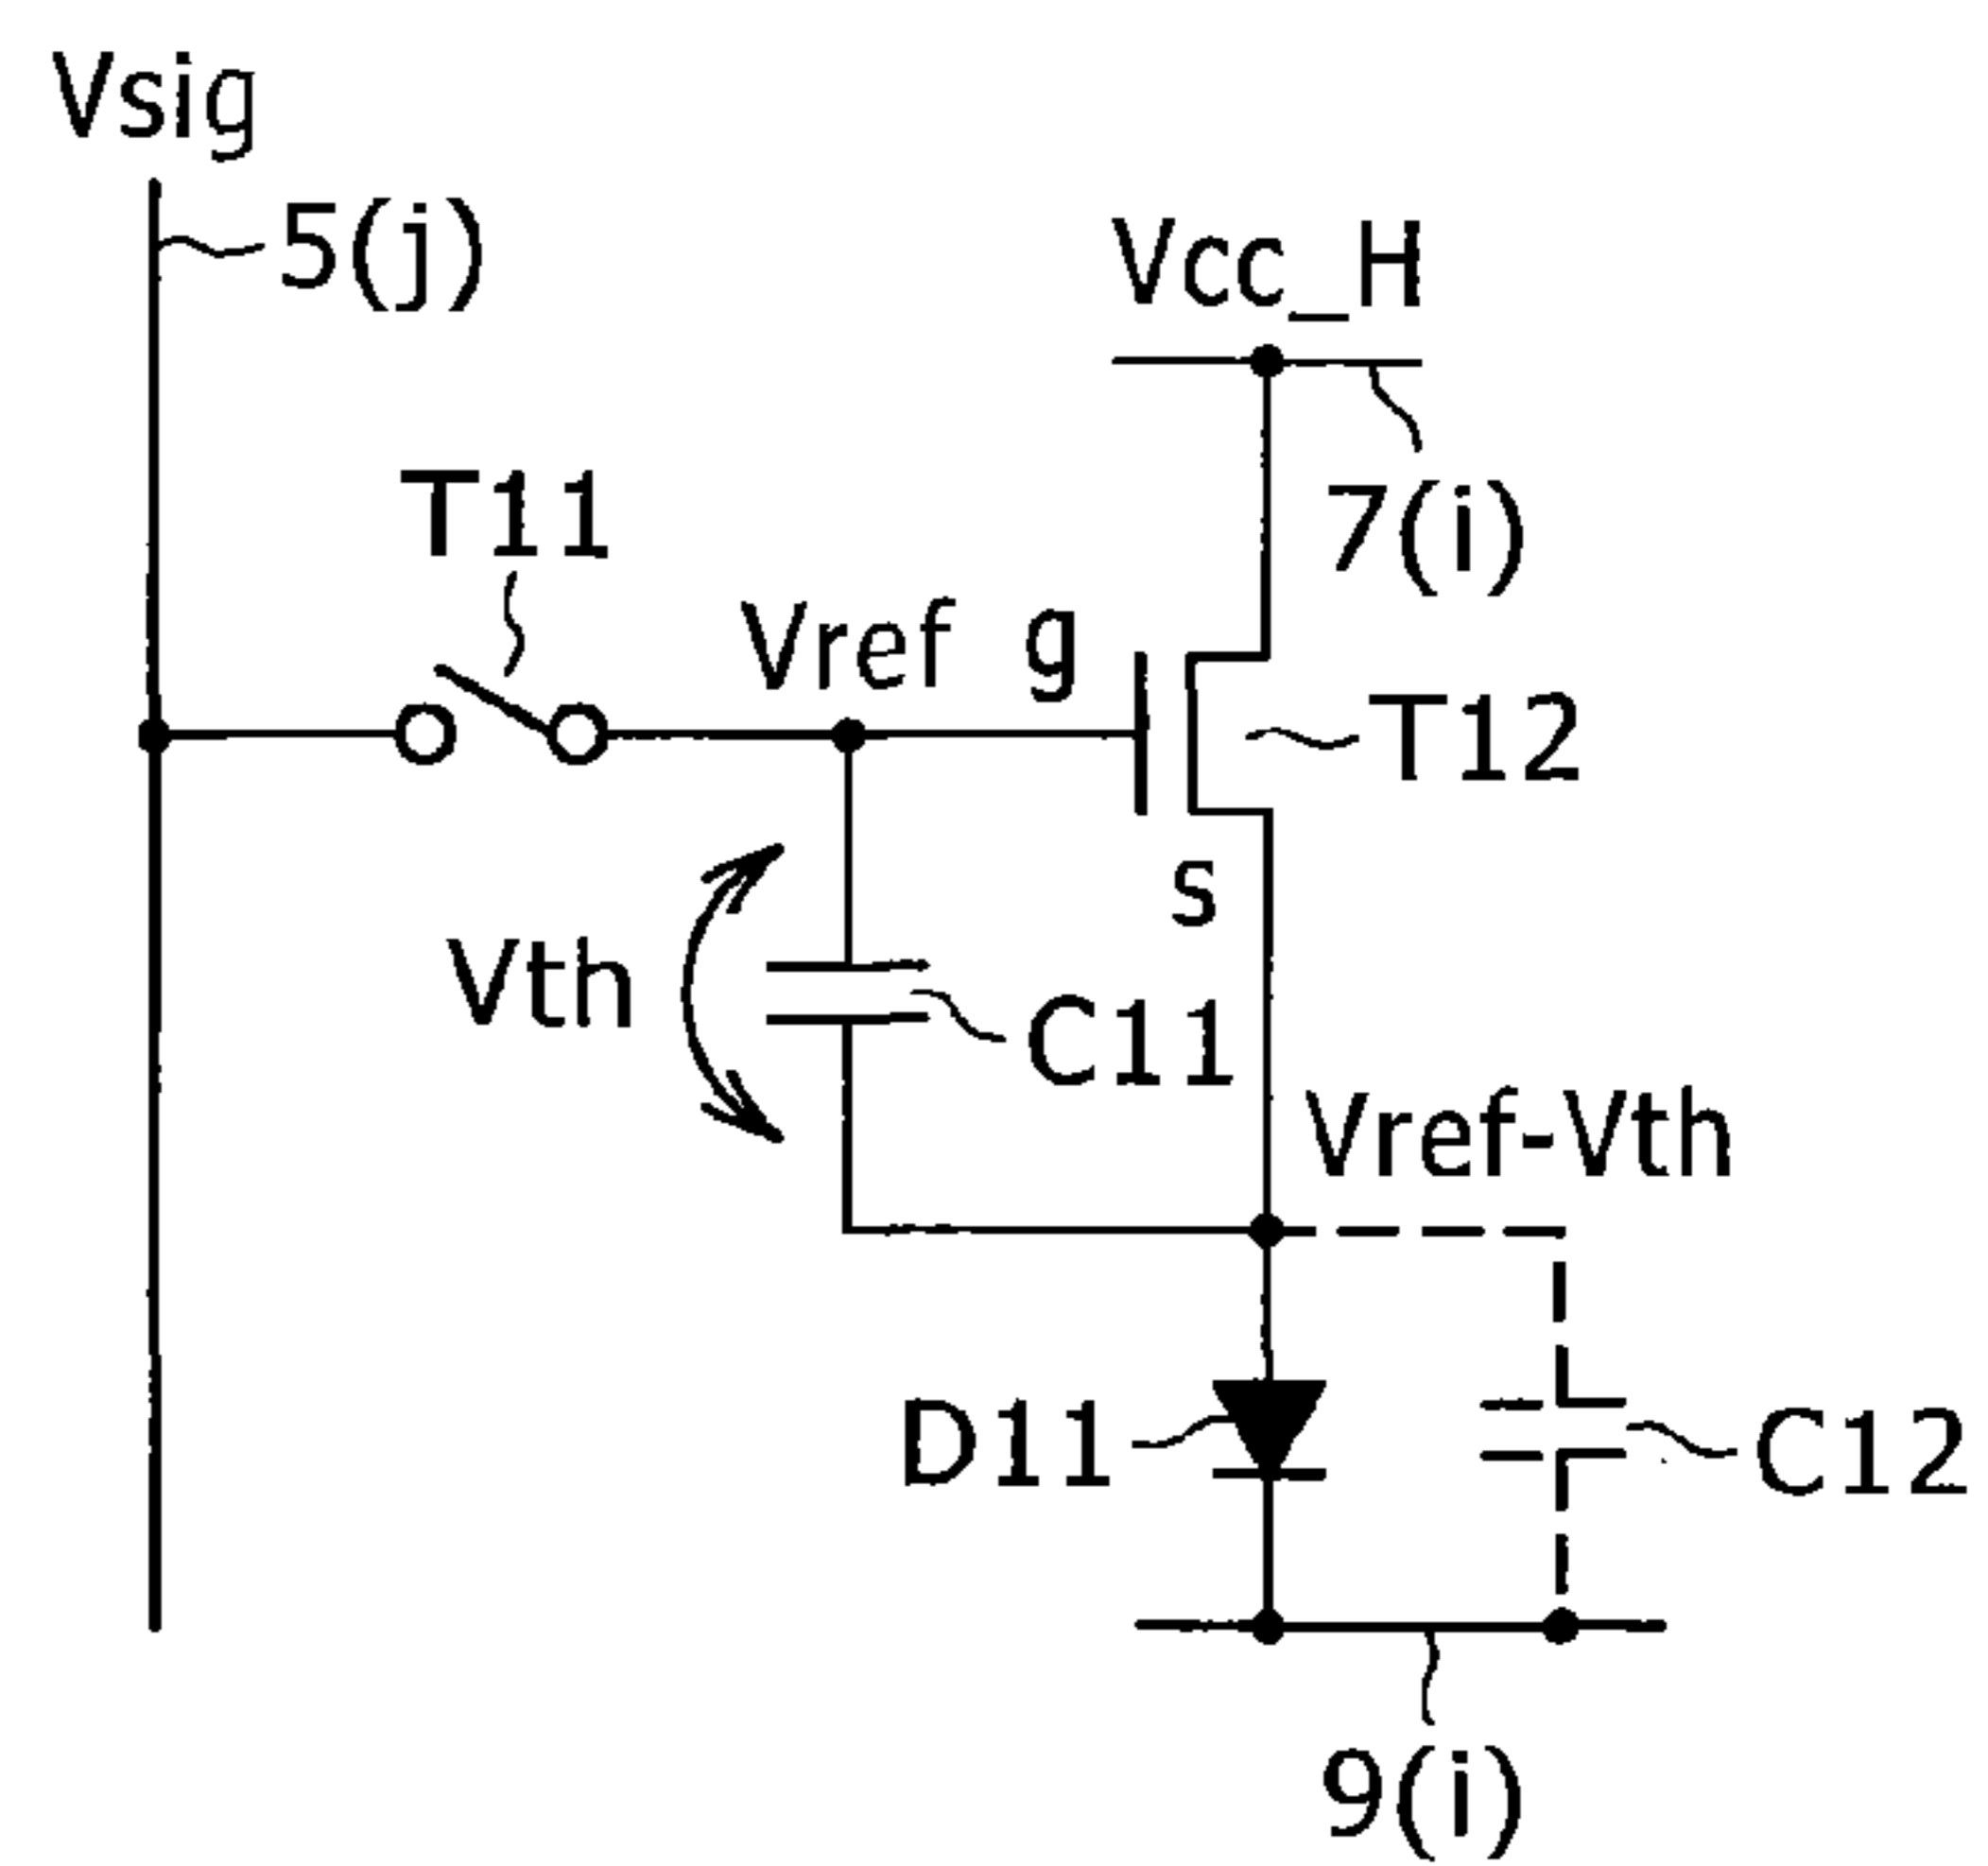 Vsig
5(j)
Vcc_H
7(i)
T11
Vref g
T12
s
Vth
C11
Vref-Vth
D11
C12
9(i)